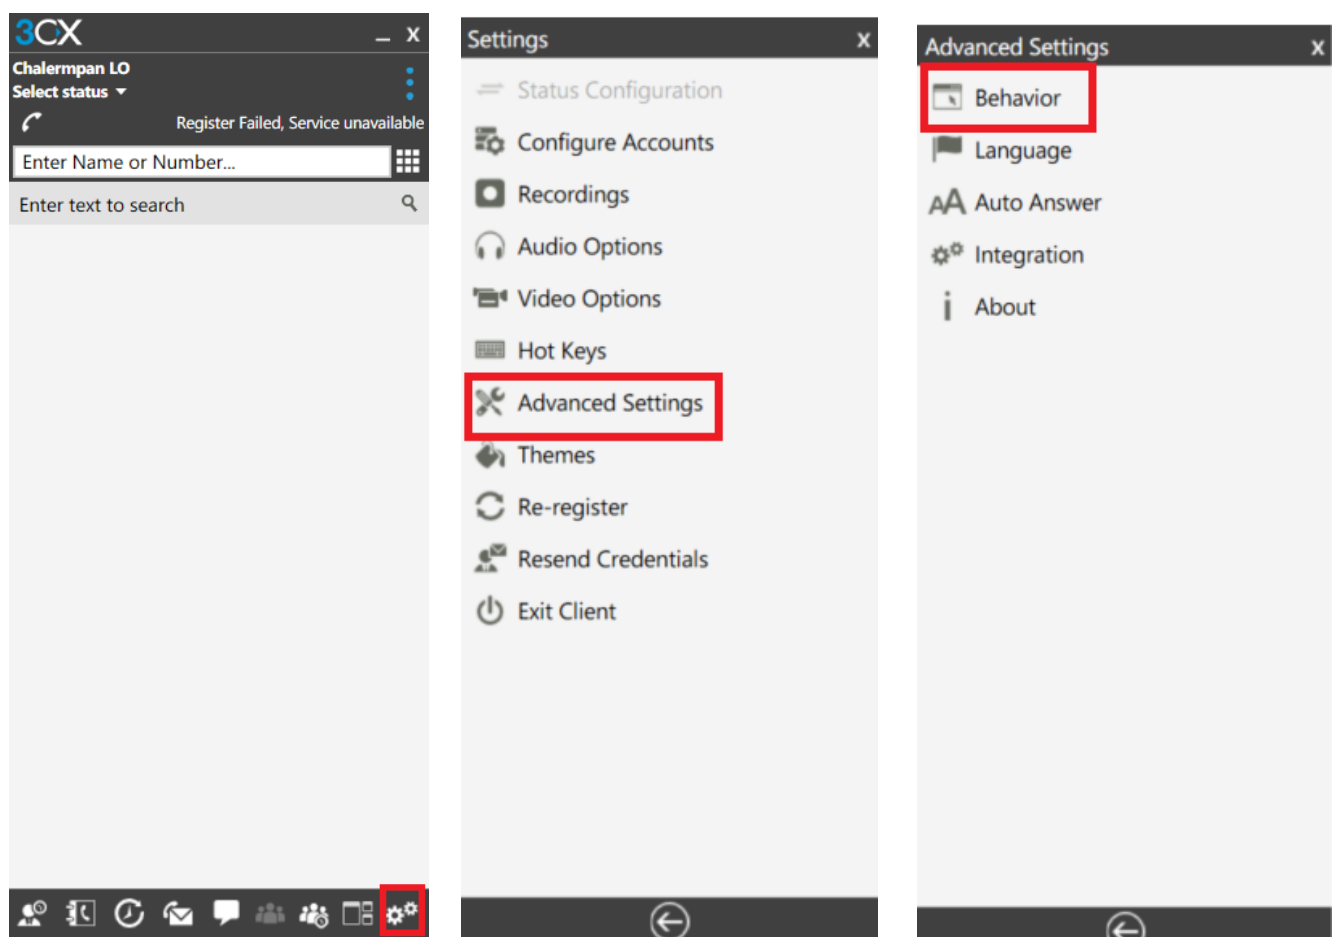 3CX
Chalermpan LO
Select status
Register Failed, Service unavailable
Enter Name or Number...
Enter text to search
Settings
Status Configuration
Configure Accounts
Recordings
Audio Options
Video Options
Hot Keys
Advanced Settings
Themes
Re-register
Resend Credentials
Exit Client
Advanced Settings
Behavior
Language
AA Auto Answer
Integration
About